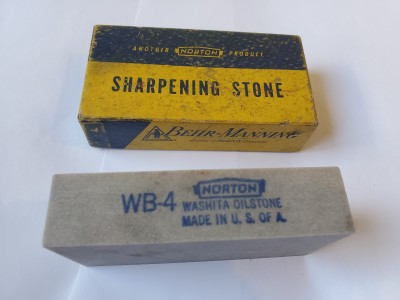 ANOTHER NORTON PRODUCT
SHARPENING STONE
BEHR-MANNING
WB-4 NORTON
WASHITA OILSTONE
MADE IN U. S. OF A.